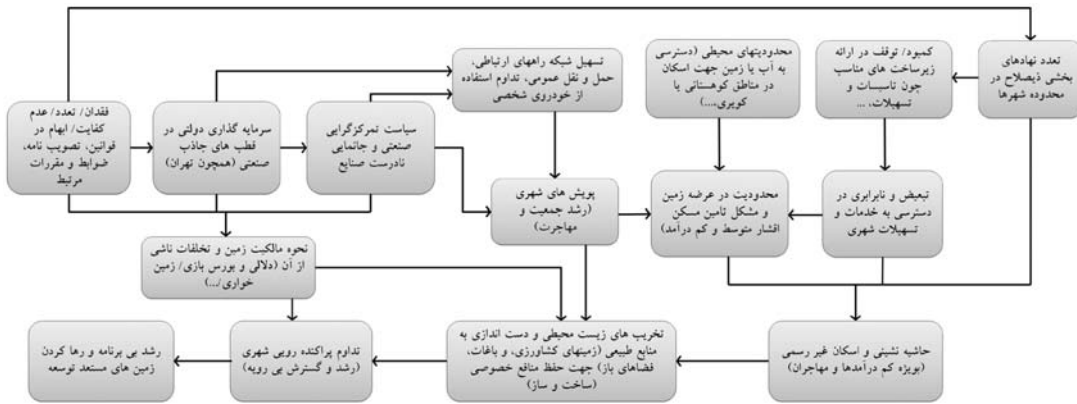 تعدد نهادهای
بخشی ذیصلاح در
محدوده شهرها
کمبود/ توقف در ارائه
زیرساخت های مناسب
چون تاسیسات و
تسهیلات، ...
محدودیتهای محیطی (دسترسی
به آب یا زمین جهت اسکان
در مناطق کوهستانی یا
کویری،...)
تسهیل شبکه راههای ارتباطی،
حمل و نقل عمومی، تداوم استفاده
از خودروی شخصی
سیاست تمرکزگرایی
صنعتی و جانمایی
نادرست صنایع
سرمایه گذاری دولتی در
قطب های جاذب
صنعتی (همچون تهران)
فقدان/ تعدد/ عدم
کفایت/ ابهام در
قوانین، تصویب نامه،
ضوابط و مقررات
مرتبط
تبعیض و نابرابری در
دسترسی به خدمات و
تسهیلات شهری
محدودیت در عرضه زمین
و مشکل تامین مسکن
اقشار متوسط و کم درآمد)
پویش های شهری
(رشد جمعیت و
مهاجرت)
نحوه مالکیت زمین و تخلفات ناشی
از آن (دلالی و بورس بازی/ زمین
خواری/...)
حاشیه نشینی و اسکان غیر رسمی
(بویژه کم درآمدها و مهاجران)
تخریب های زیست محیطی و دست اندازی به
منابع طبیعی (زمینهای کشاورزی، و باغات،
فضاهای باز) جهت حفظ منافع خصوصی
(ساخت و ساز)
تداوم پراکنده رویی شهری
(رشد و گسترش بی رویه)
رشد بی برنامه و رها کردن
زمین های مستعد توسعه